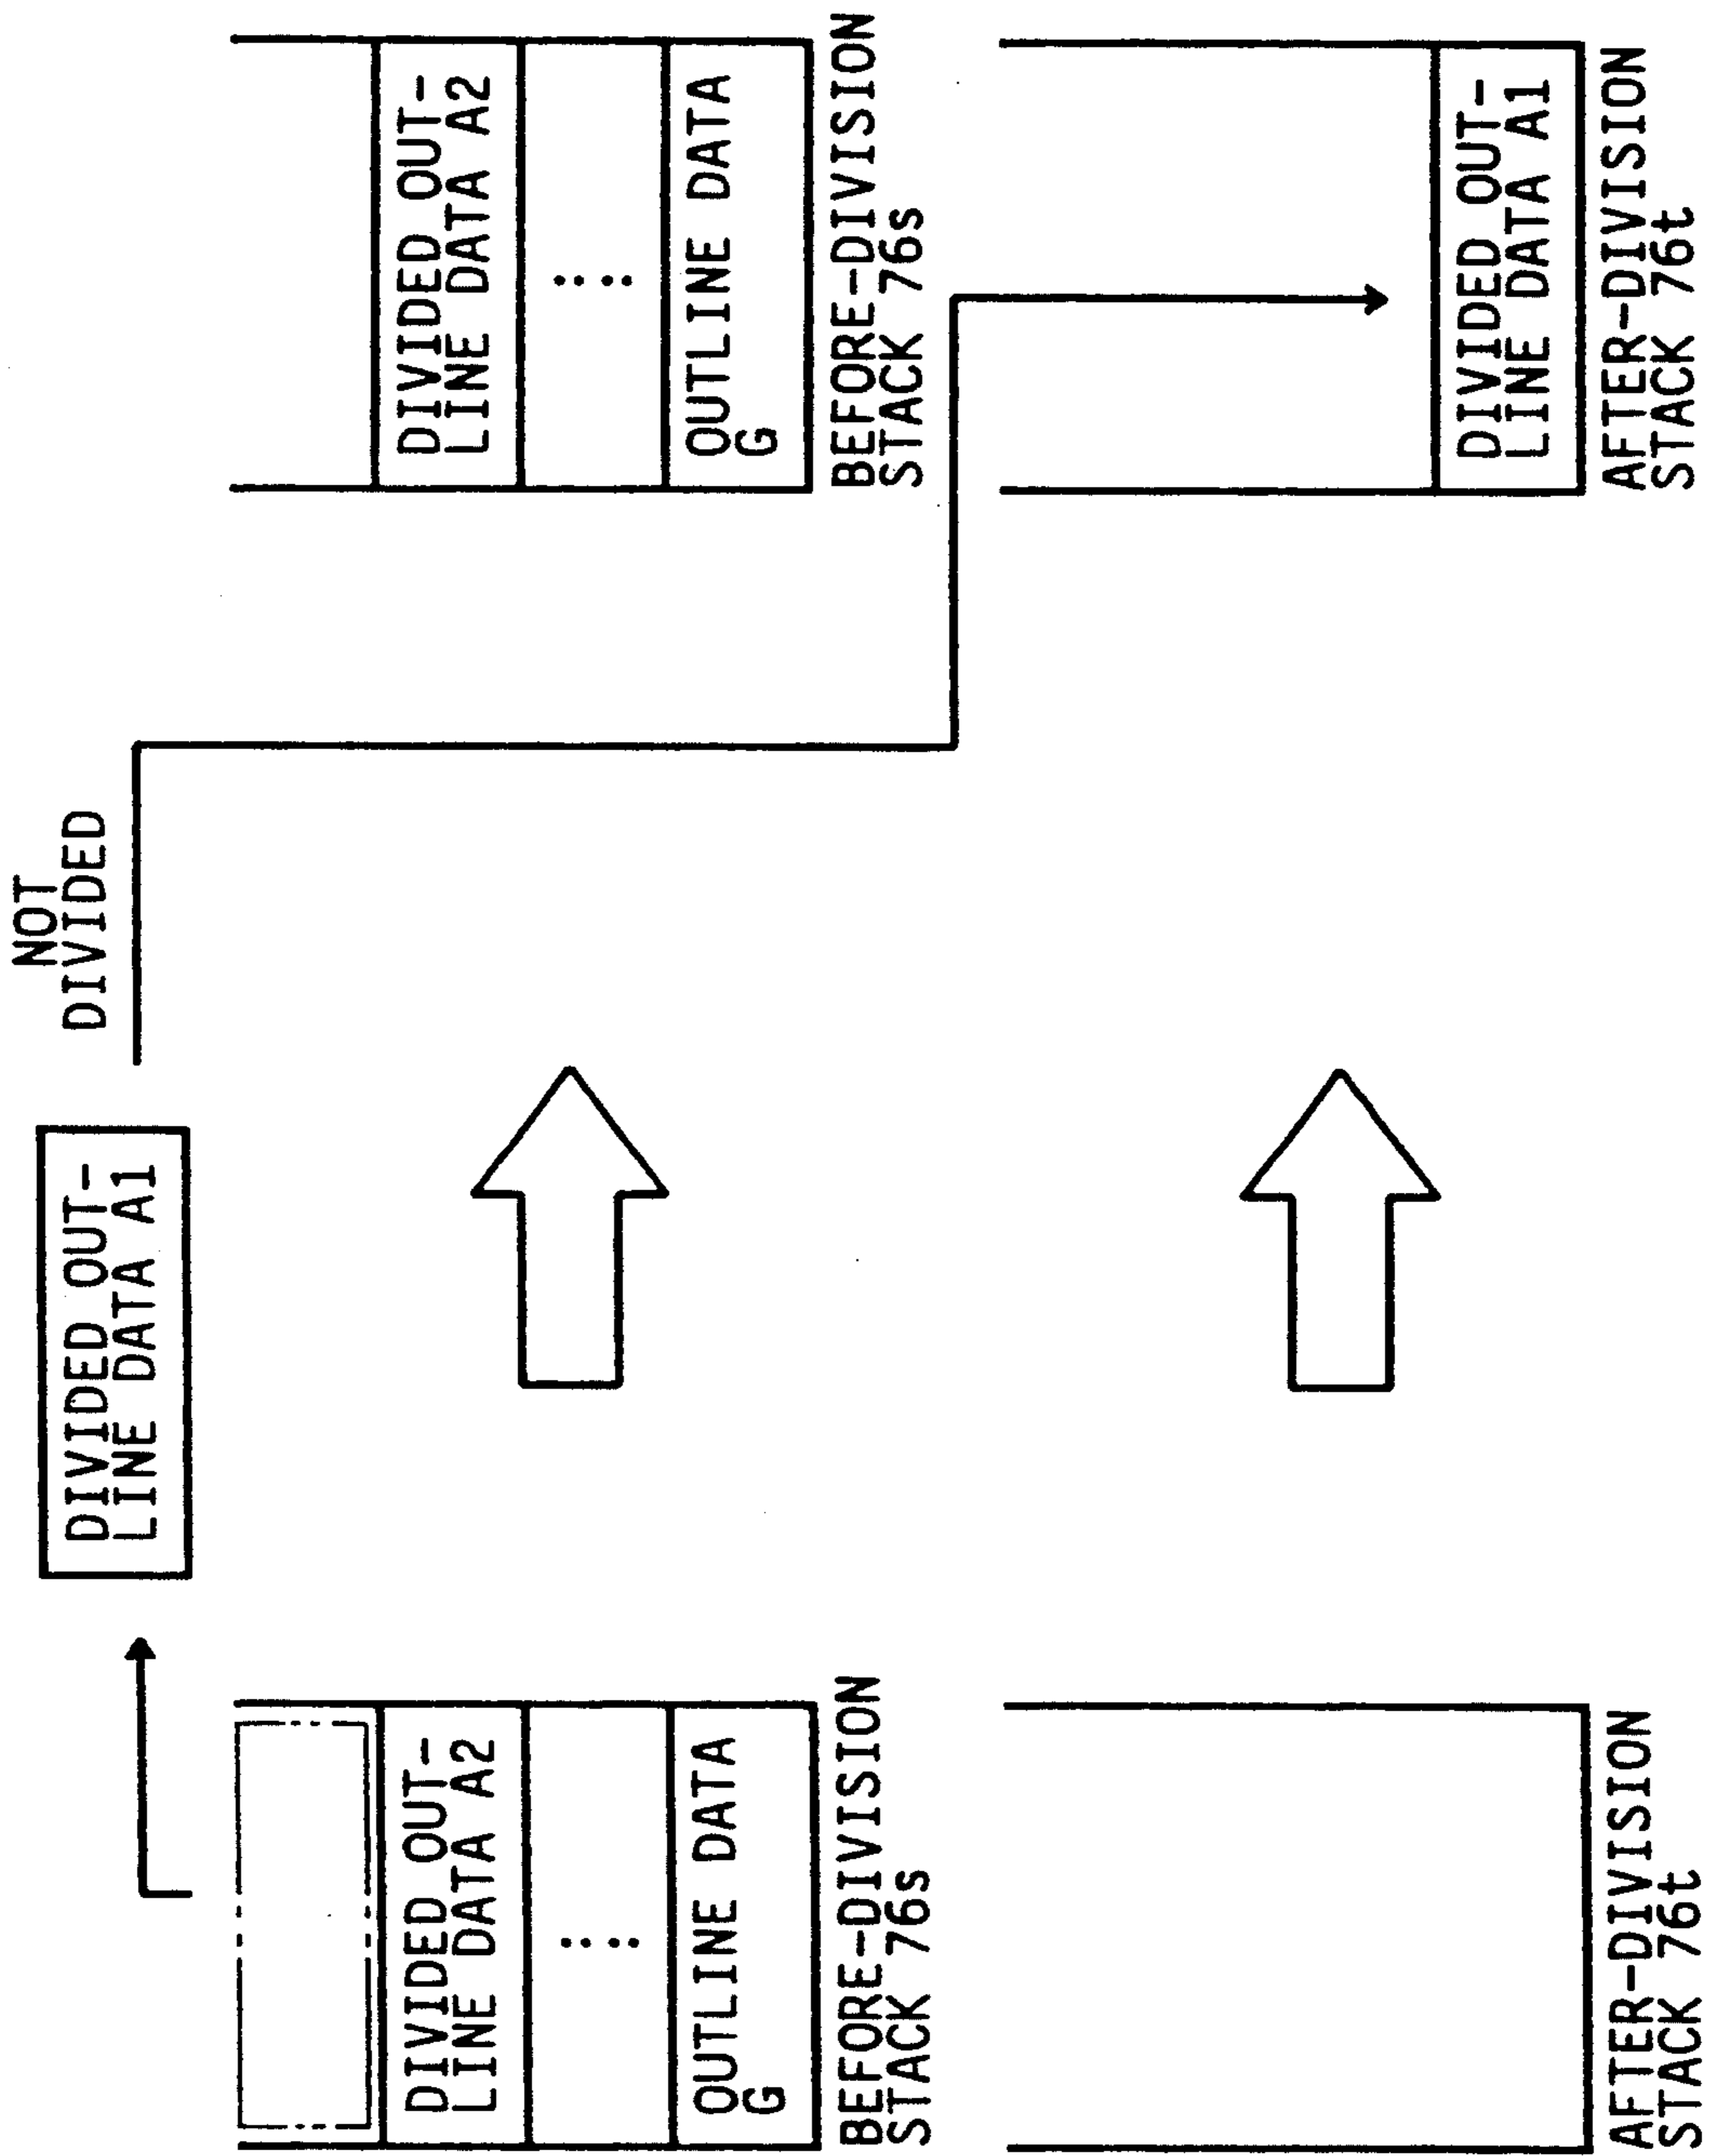 DIVIDED OUT-
LINE DATA A1
NOT
DIVIDED
DIVIDED OUT-
LINE DATA A2
OUTLINE DATA
G
BEFORE-DIVISION
STACK 76s
DIVIDED OUT-
LINE DATA A2
OUTLINE DATA
G
BEFORE-DIVISION
STACK 76s
AFTER-DIVISION
STACK 76t
DIVIDED OUT-
LINE DATA A1
AFTER-DIVISION
STACK 76t